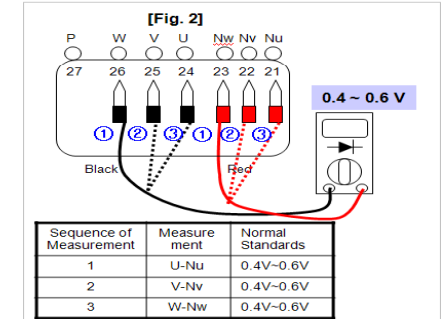 [Fig. 2]
P W V U Nw Nv Nu
27 26 25 24 23 22 21
0.4 ~ 0.6 V
① ② ③ ① ② ③
Black Red
Sequence of Measurement Measure ment Normal Standards
1 U-Nu 0.4V~0.6V
2 V-Nv 0.4V~0.6V
3 W-Nw 0.4V~0.6V